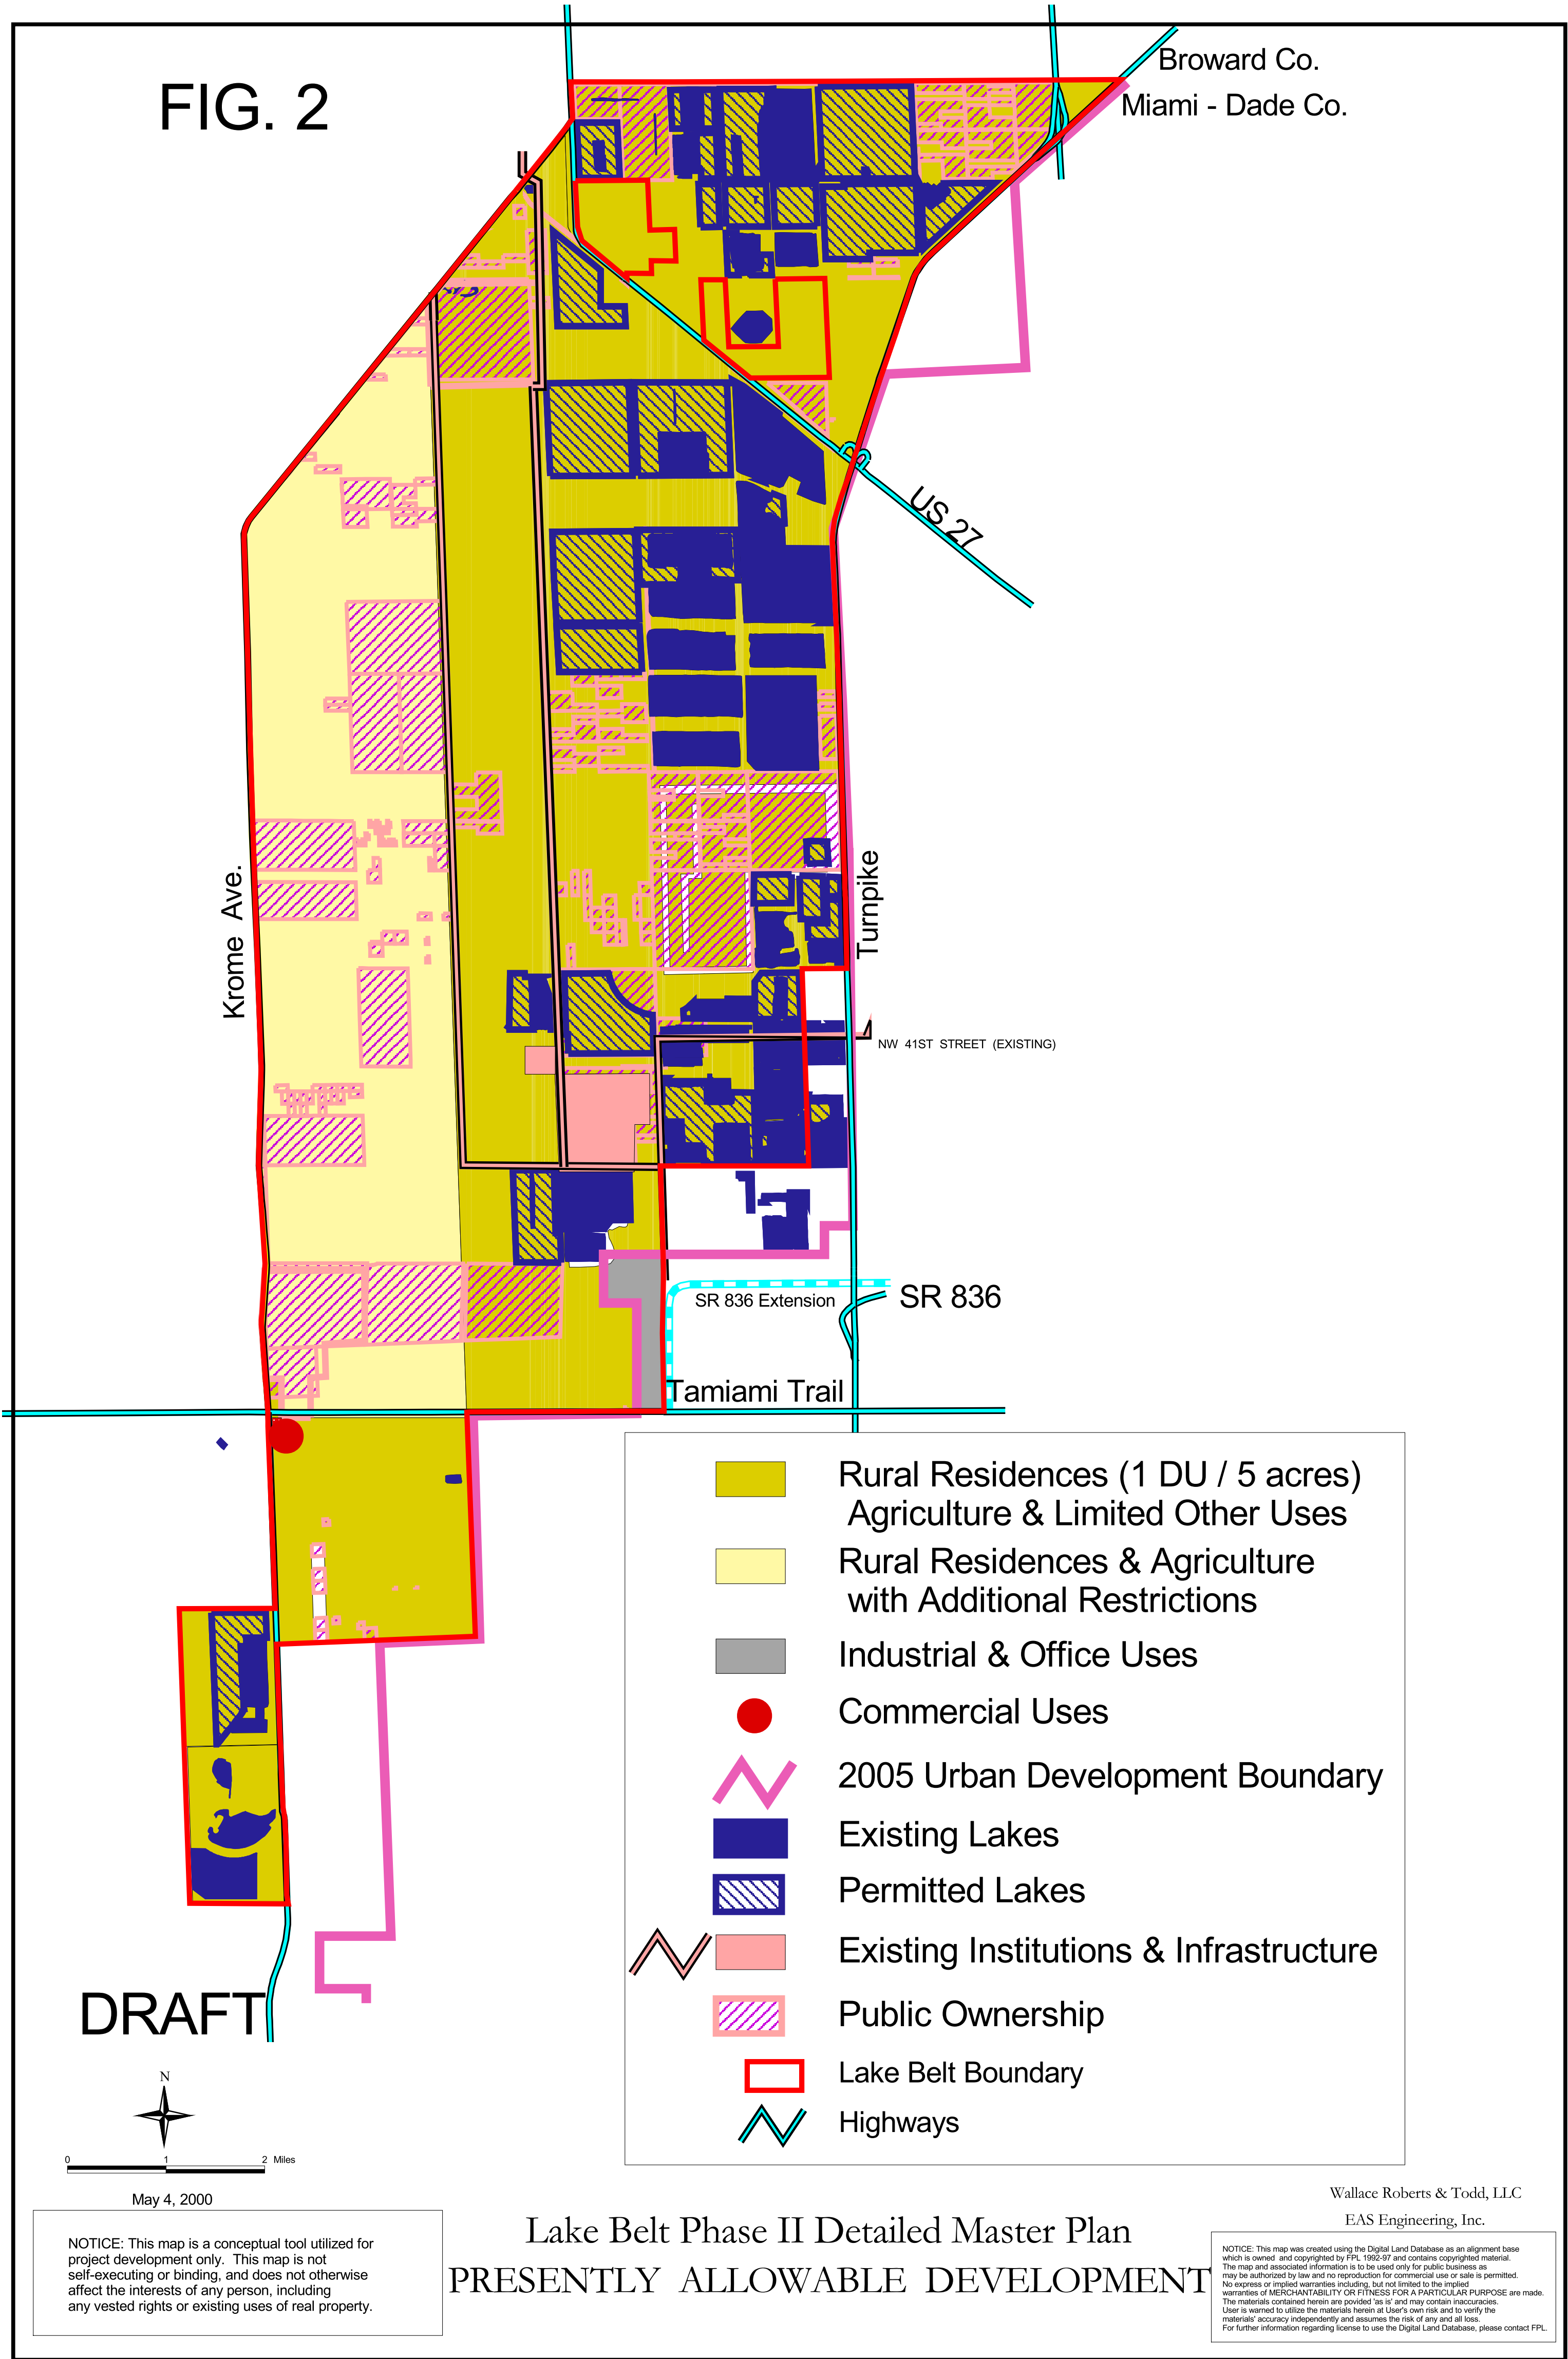 FIG. 2
Broward Co.
Miami - Dade Co.
US 27
Krome Ave.
Turnpike
NW 41ST STREET (EXISTING)
SR 836 Extension
SR 836
Tamiami Trail
Rural Residences (1 DU / 5 acres)
Agriculture & Limited Other Uses
Rural Residences & Agriculture
with Additional Restrictions
Industrial & Office Uses
Commercial Uses
2005 Urban Development Boundary
Existing Lakes
Permitted Lakes
Existing Institutions & Infrastructure
Public Ownership
Lake Belt Boundary
Highways
DRAFT
N
0 1 2 Miles
May 4, 2000
NOTICE: This map is a conceptual tool utilized for
project development only. This map is not
self-executing or binding, and does not otherwise
affect the interests of any person, including
any vested rights or existing uses of real property.
Lake Belt Phase II Detailed Master Plan
PRESENTLY ALLOWABLE DEVELOPMENT
Wallace Roberts & Todd, LLC
EAS Engineering, Inc.
NOTICE: This map was created using the Digital Land Database as an alignment base
which is owned and copyrighted by FPL 1992-97 and contains copyrighted material.
The map and associated information is to be used only for public business as
may be authorized by law and no reproduction for commercial use or sale is permitted.
No express or implied warranties including, but not limited to the implied
warranties of MERCHANTABILITY OR FITNESS FOR A PARTICULAR PURPOSE are made.
The materials contained herein are povided 'as is' and may contain inaccuracies.
User is warned to utilize the materials herein at User's own risk and to verify the
materials' accuracy independently and assumes the risk of any and all loss.
For further information regarding license to use the Digital Land Database, please contact FPL.